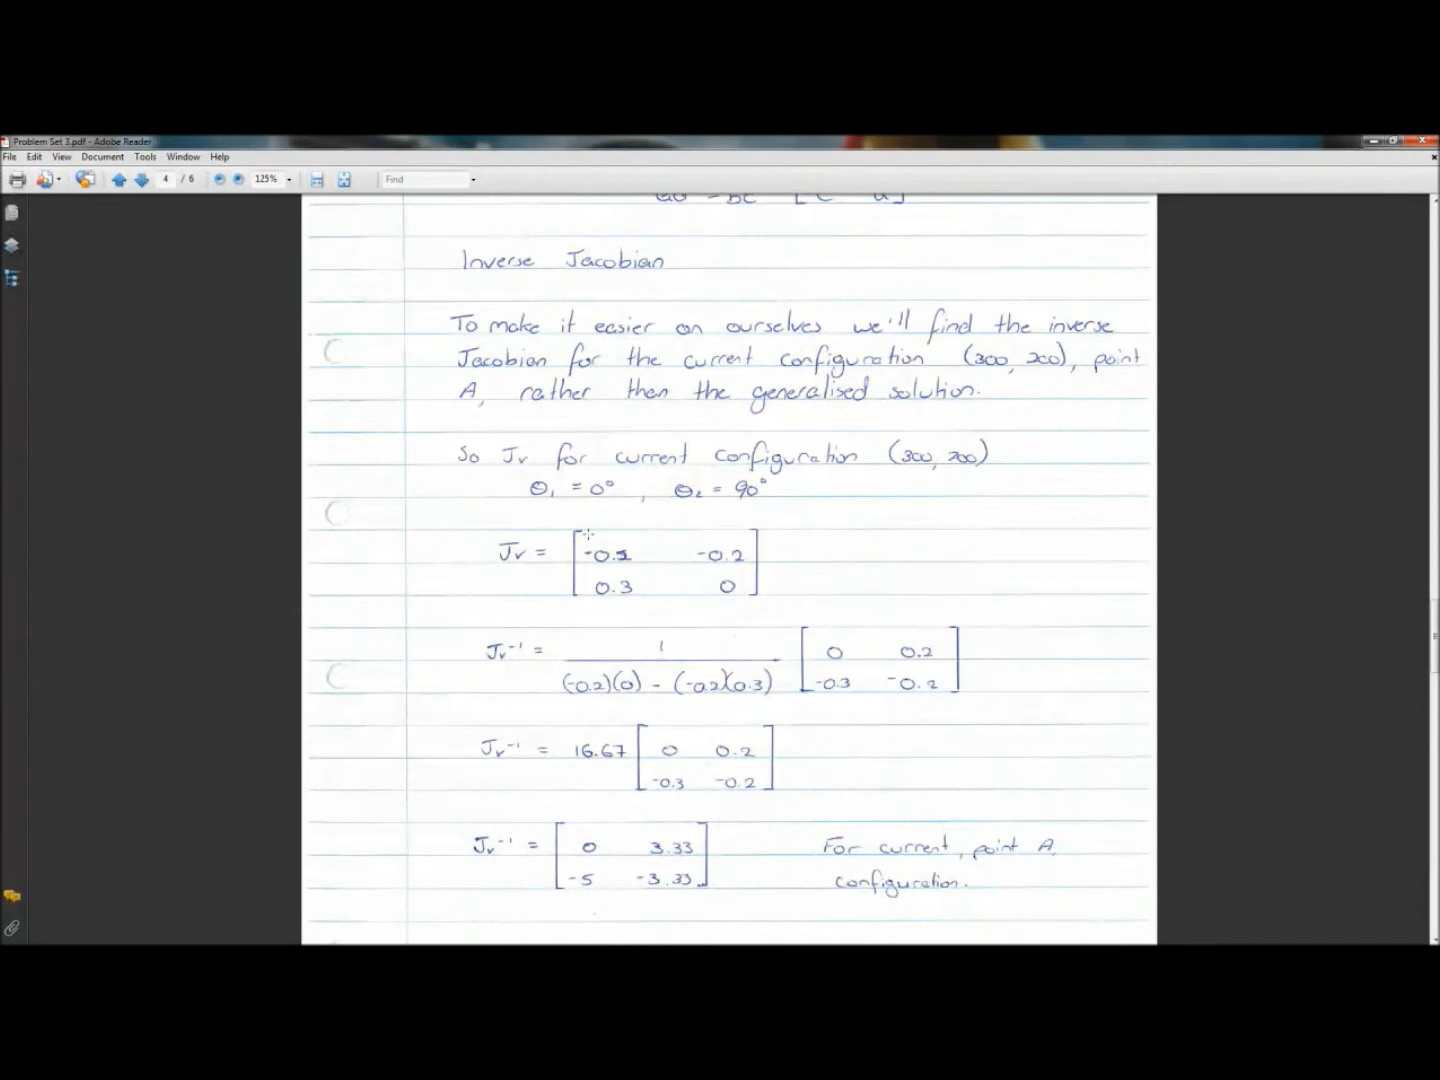 Problem Set 3.pdf - Adobe Reader
File Edit View Document Tools Window Help
4 / 6 125% Find
ad - bc
Inverse Jacobian
To make it easier on ourselves we'll find the inverse
Jacobian for the current configuration (300, 200), point
A, rather than the generalised solution.
So Jv for current configuration (300, 200)
θ₁ = 0° , θ₂ = 90°
Jv = [ -0.2 -0.2
0.3 0 ]
Jv⁻¹ = 1 / (-0.2)(0) - (-0.2)(0.3) [ 0 0.2
-0.3 -0.2 ]
Jv⁻¹ = 16.67 [ 0 0.2
-0.3 -0.2 ]
Jv⁻¹ = [ 0 3.33
-5 -3.33 ]
For current, point A,
configuration.